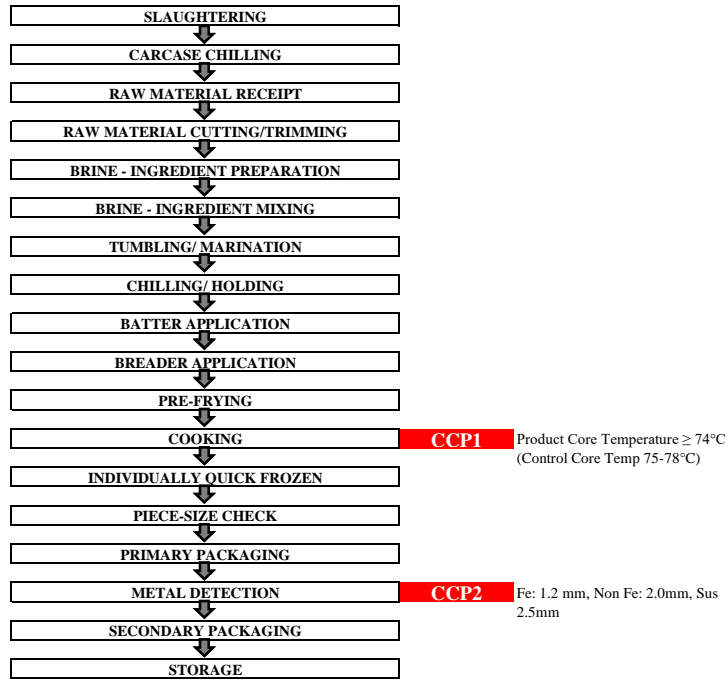 SLAUGHTERING
CARCASE CHILLING
RAW MATERIAL RECEIPT
RAW MATERIAL CUTTING/TRIMMING
BRINE - INGREDIENT PREPARATION
BRINE - INGREDIENT MIXING
TUMBLING/ MARINATION
CHILLING/ HOLDING
BATTER APPLICATION
BREADER APPLICATION
PRE-FRYING
COOKING
CCP1
Product Core Temperature ≥ 74°C
(Control Core Temp 75-78°C)
INDIVIDUALLY QUICK FROZEN
PIECE-SIZE CHECK
PRIMARY PACKAGING
METAL DETECTION
CCP2
Fe: 1.2 mm, Non Fe: 2.0mm, Sus
2.5mm
SECONDARY PACKAGING
STORAGE